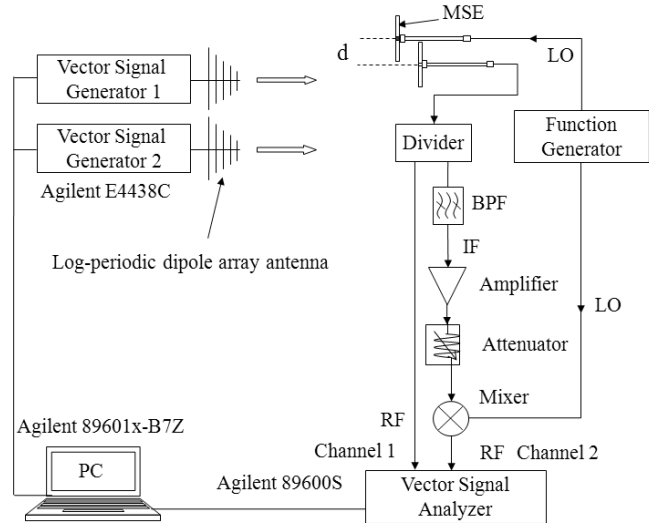 MSE
d
LO
Vector Signal
Generator 1
Vector Signal
Generator 2
Agilent E4438C
Log-periodic dipole array antenna
Divider
Function
Generator
BPF
IF
Amplifier
LO
Attenuator
Mixer
RF
Channel 1
RF Channel 2
Agilent 89601x-B7Z
PC
Agilent 89600S
Vector Signal
Analyzer